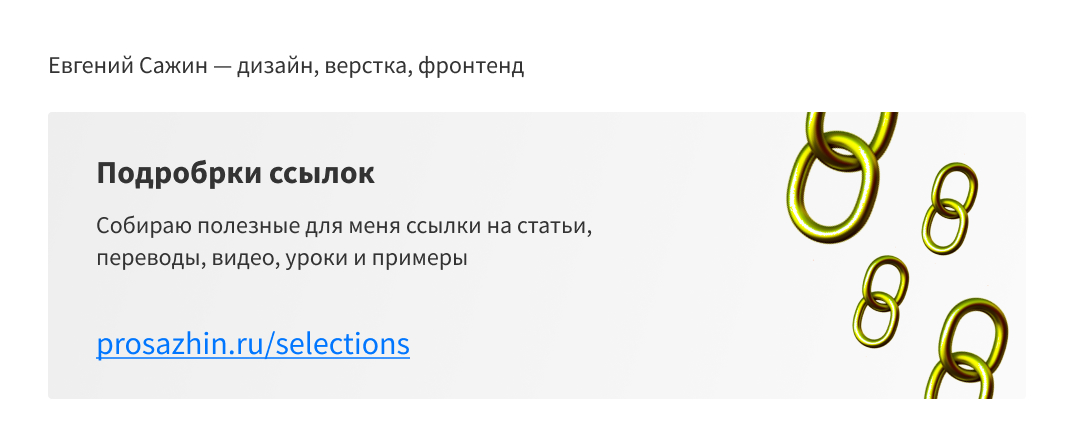 Евгений Сажин — дизайн, верстка, фронтенд
Подробрки ссылок
Собираю полезные для меня ссылки на статьи,
переводы, видео, уроки и примеры
prosazhin.ru/selections